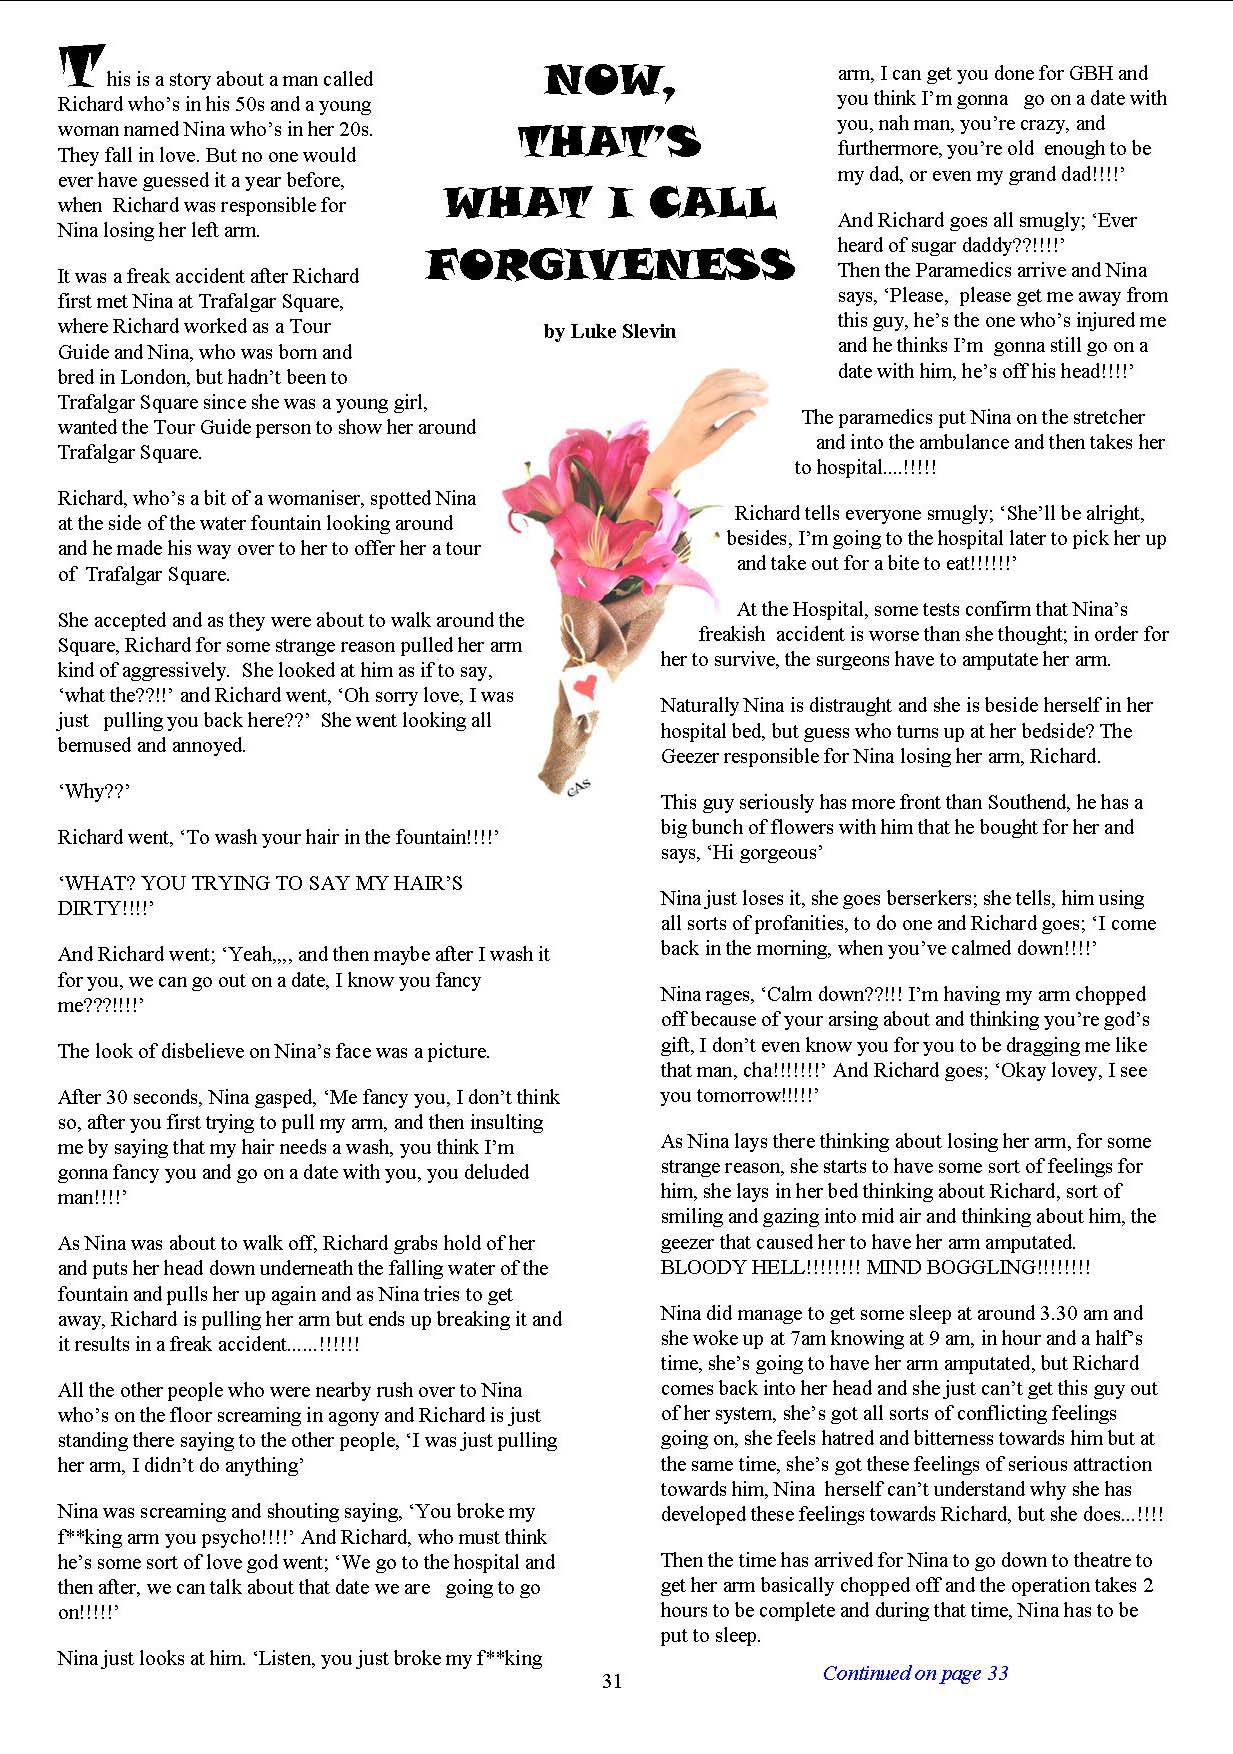 NOW,
THAT'S
WHAT I CALL
FORGIVENESS
by Luke Slevin
This is a story about a man called
Richard who's in his 50s and a young
woman named Nina who's in her 20s.
They fall in love. But no one would
ever have guessed it a year before,
when Richard was responsible for
Nina losing her left arm.
It was a freak accident after Richard
first met Nina at Trafalgar Square,
where Richard worked as a Tour
Guide and Nina, who was born and
bred in London, but hadn't been to
Trafalgar Square since she was a young girl,
wanted the Tour Guide person to show her around
Trafalgar Square.
Richard, who's a bit of a womaniser, spotted Nina
at the side of the water fountain looking around
and he made his way over to her to offer her a tour
of Trafalgar Square.
She accepted and as they were about to walk around the
Square, Richard for some strange reason pulled her arm
kind of aggressively. She looked at him as if to say,
‘what the??!!’ and Richard went, ‘Oh sorry love, I was
just pulling you back here??’ She went looking all
bemused and annoyed.
‘Why??’
Richard went, ‘To wash your hair in the fountain!!!!’
‘WHAT? YOU TRYING TO SAY MY HAIR’S
DIRTY!!!!’
And Richard went; ‘Yeah,,,, and then maybe after I wash it
for you, we can go out on a date, I know you fancy
me???!!!!’
The look of disbelieve on Nina’s face was a picture.
After 30 seconds, Nina gasped, ‘Me fancy you, I don’t think
so, after you first trying to pull my arm, and then insulting
me by saying that my hair needs a wash, you think I’m
gonna fancy you and go on a date with you, you deluded
man!!!!’
As Nina was about to walk off, Richard grabs hold of her
and puts her head down underneath the falling water of the
fountain and pulls her up again and as Nina tries to get
away, Richard is pulling her arm but ends up breaking it and
it results in a freak accident......!!!!!!
All the other people who were nearby rush over to Nina
who’s on the floor screaming in agony and Richard is just
standing there saying to the other people, ‘I was just pulling
her arm, I didn’t do anything’
Nina was screaming and shouting saying, ‘You broke my
f**king arm you psycho!!!!’ And Richard, who must think
he’s some sort of love god went; ‘We go to the hospital and
then after, we can talk about that date we are going to go
on!!!!!’
Nina just looks at him. ‘Listen, you just broke my f**king
arm, I can get you done for GBH and
you think I’m gonna go on a date with
you, nah man, you’re crazy, and
furthermore, you’re old enough to be
my dad, or even my grand dad!!!!’
And Richard goes all smugly; ‘Ever
heard of sugar daddy??!!!!’
Then the Paramedics arrive and Nina
says, ‘Please, please get me away from
this guy, he’s the one who’s injured me
and he thinks I’m gonna still go on a
date with him, he’s off his head!!!!’
The paramedics put Nina on the stretcher
and into the ambulance and then takes her
to hospital....!!!!!
Richard tells everyone smugly; ‘She’ll be alright,
besides, I’m going to the hospital later to pick her up
and take out for a bite to eat!!!!!!’
At the Hospital, some tests confirm that Nina’s
freakish accident is worse than she thought; in order for
her to survive, the surgeons have to amputate her arm.
Naturally Nina is distraught and she is beside herself in her
hospital bed, but guess who turns up at her bedside? The
Geezer responsible for Nina losing her arm, Richard.
This guy seriously has more front than Southend, he has a
big bunch of flowers with him that he bought for her and
says, ‘Hi gorgeous’
Nina just loses it, she goes berserkers; she tells, him using
all sorts of profanities, to do one and Richard goes; ‘I come
back in the morning, when you’ve calmed down!!!!’
Nina rages, ‘Calm down??!!! I’m having my arm chopped
off because of your arsing about and thinking you’re god’s
gift, I don’t even know you for you to be dragging me like
that man, cha!!!!!!!’ And Richard goes; ‘Okay lovey, I see
you tomorrow!!!!!’
As Nina lays there thinking about losing her arm, for some
strange reason, she starts to have some sort of feelings for
him, she lays in her bed thinking about Richard, sort of
smiling and gazing into mid air and thinking about him, the
geezer that caused her to have her arm amputated.
BLOODY HELL!!!!!!!! MIND BOGGLING!!!!!!!!
Nina did manage to get some sleep at around 3.30 am and
she woke up at 7am knowing at 9 am, in hour and a half’s
time, she’s going to have her arm amputated, but Richard
comes back into her head and she just can’t get this guy out
of her system, she’s got all sorts of conflicting feelings
going on, she feels hatred and bitterness towards him but at
the same time, she’s got these feelings of serious attraction
towards him, Nina herself can’t understand why she has
developed these feelings towards Richard, but she does...!!!!
Then the time has arrived for Nina to go down to theatre to
get her arm basically chopped off and the operation takes 2
hours to be complete and during that time, Nina has to be
put to sleep.
Continued on page 33
31
GAS